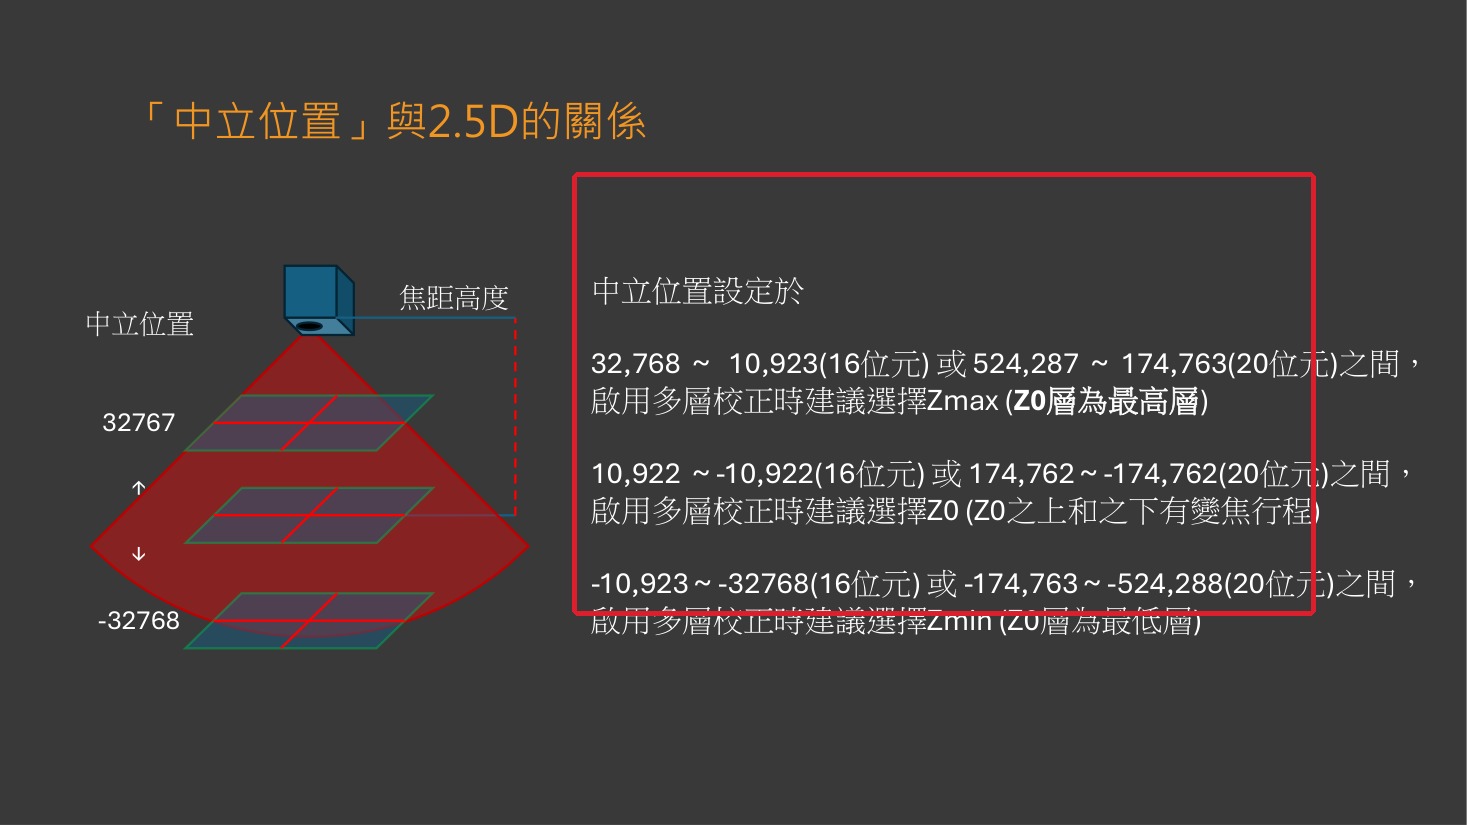 「中立位置」與2.5D的關係
焦距高度
中立位置
32767
↑
↓
-32768
中立位置設定於
32,768 ~ 10,923(16位元) 或 524,287 ~ 174,763(20位元)之間，
啟用多層校正時建議選擇Zmax (Z0層為最高層)
10,922 ~ -10,922(16位元) 或 174,762 ~ -174,762(20位元)之間，
啟用多層校正時建議選擇Z0 (Z0之上和之下有變焦行程)
-10,923 ~ -32768(16位元) 或 -174,763 ~ -524,288(20位元)之間，
啟用多層校正時建議選擇Zmin (Z0層為最低層)